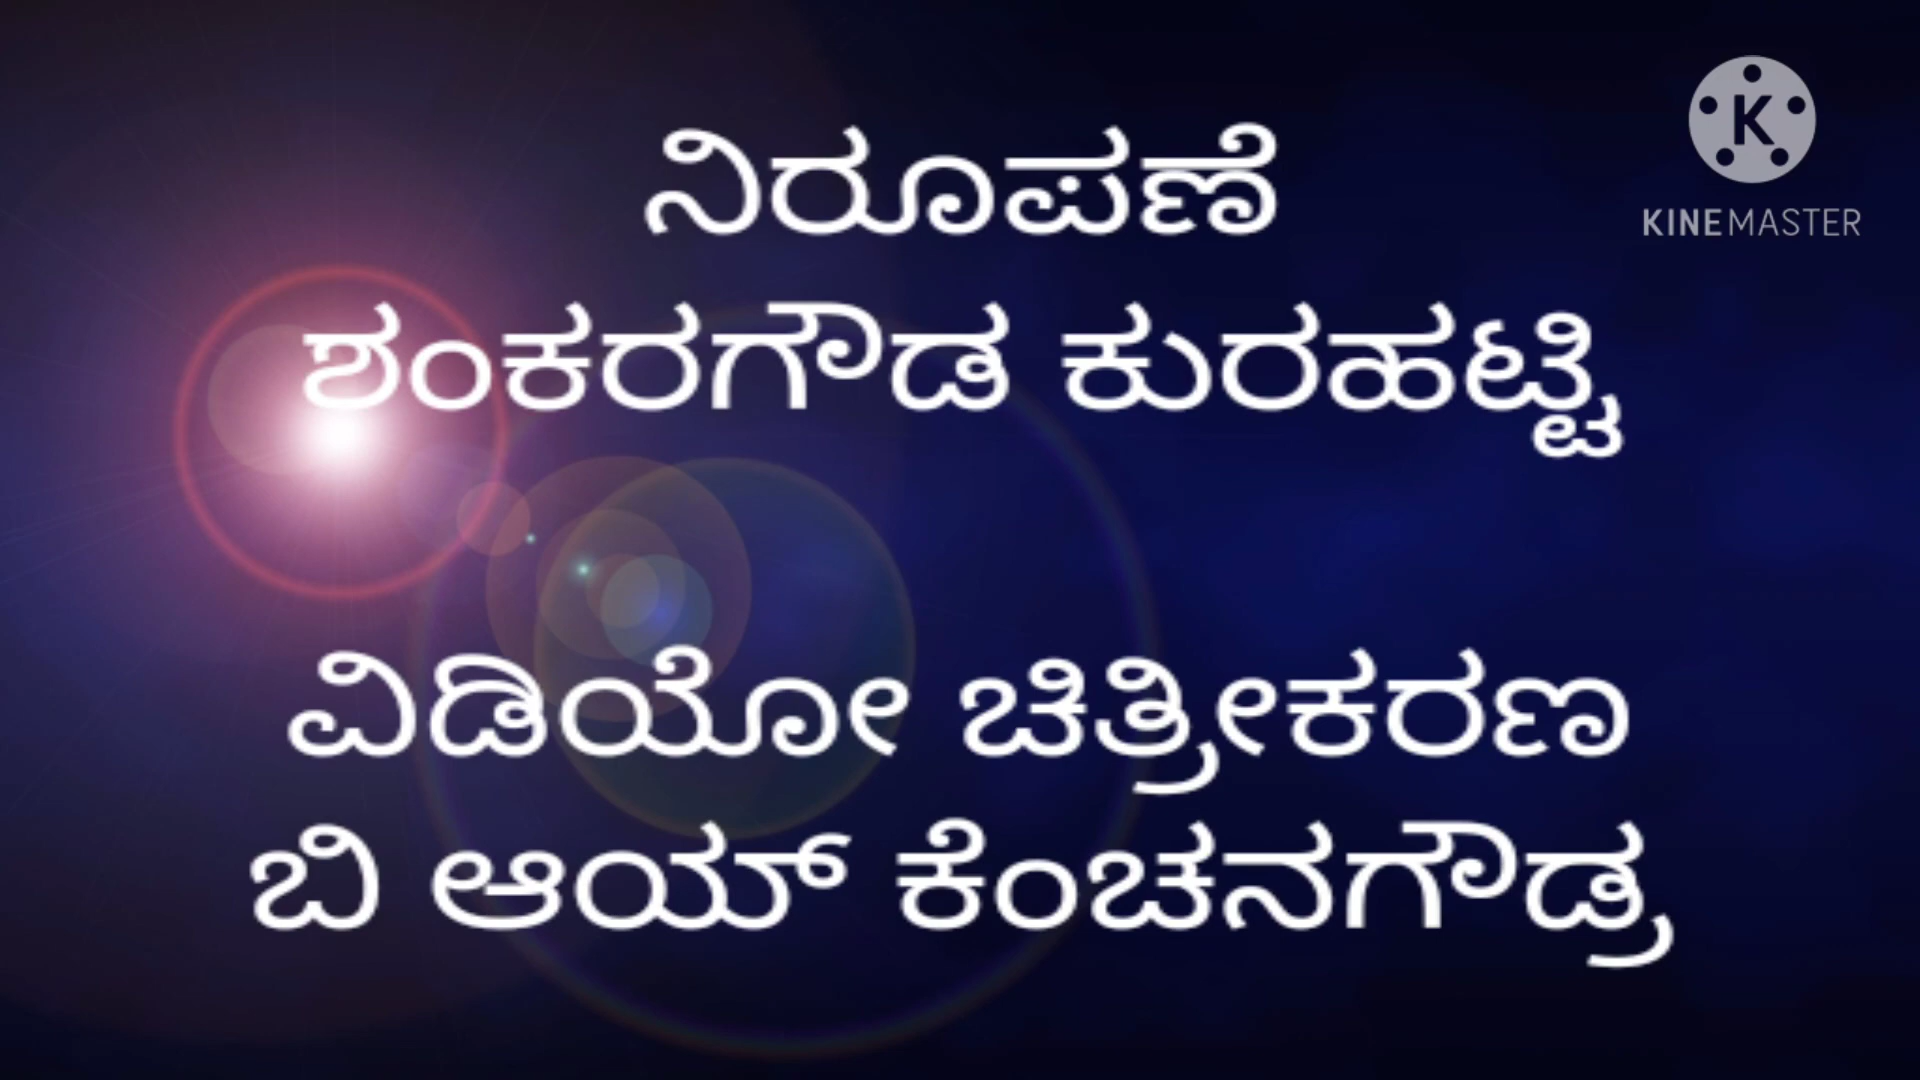 ನಿರೂಪಣೆ
ಶಂಕರಗೌಡ ಕುರಹಟ್ಟಿ
ವಿಡಿಯೋ ಚಿತ್ರೀಕರಣ
ಬಿ ಆಯ್ ಕೆಂಚನಗೌಡ್ರ
K
KINEMASTER